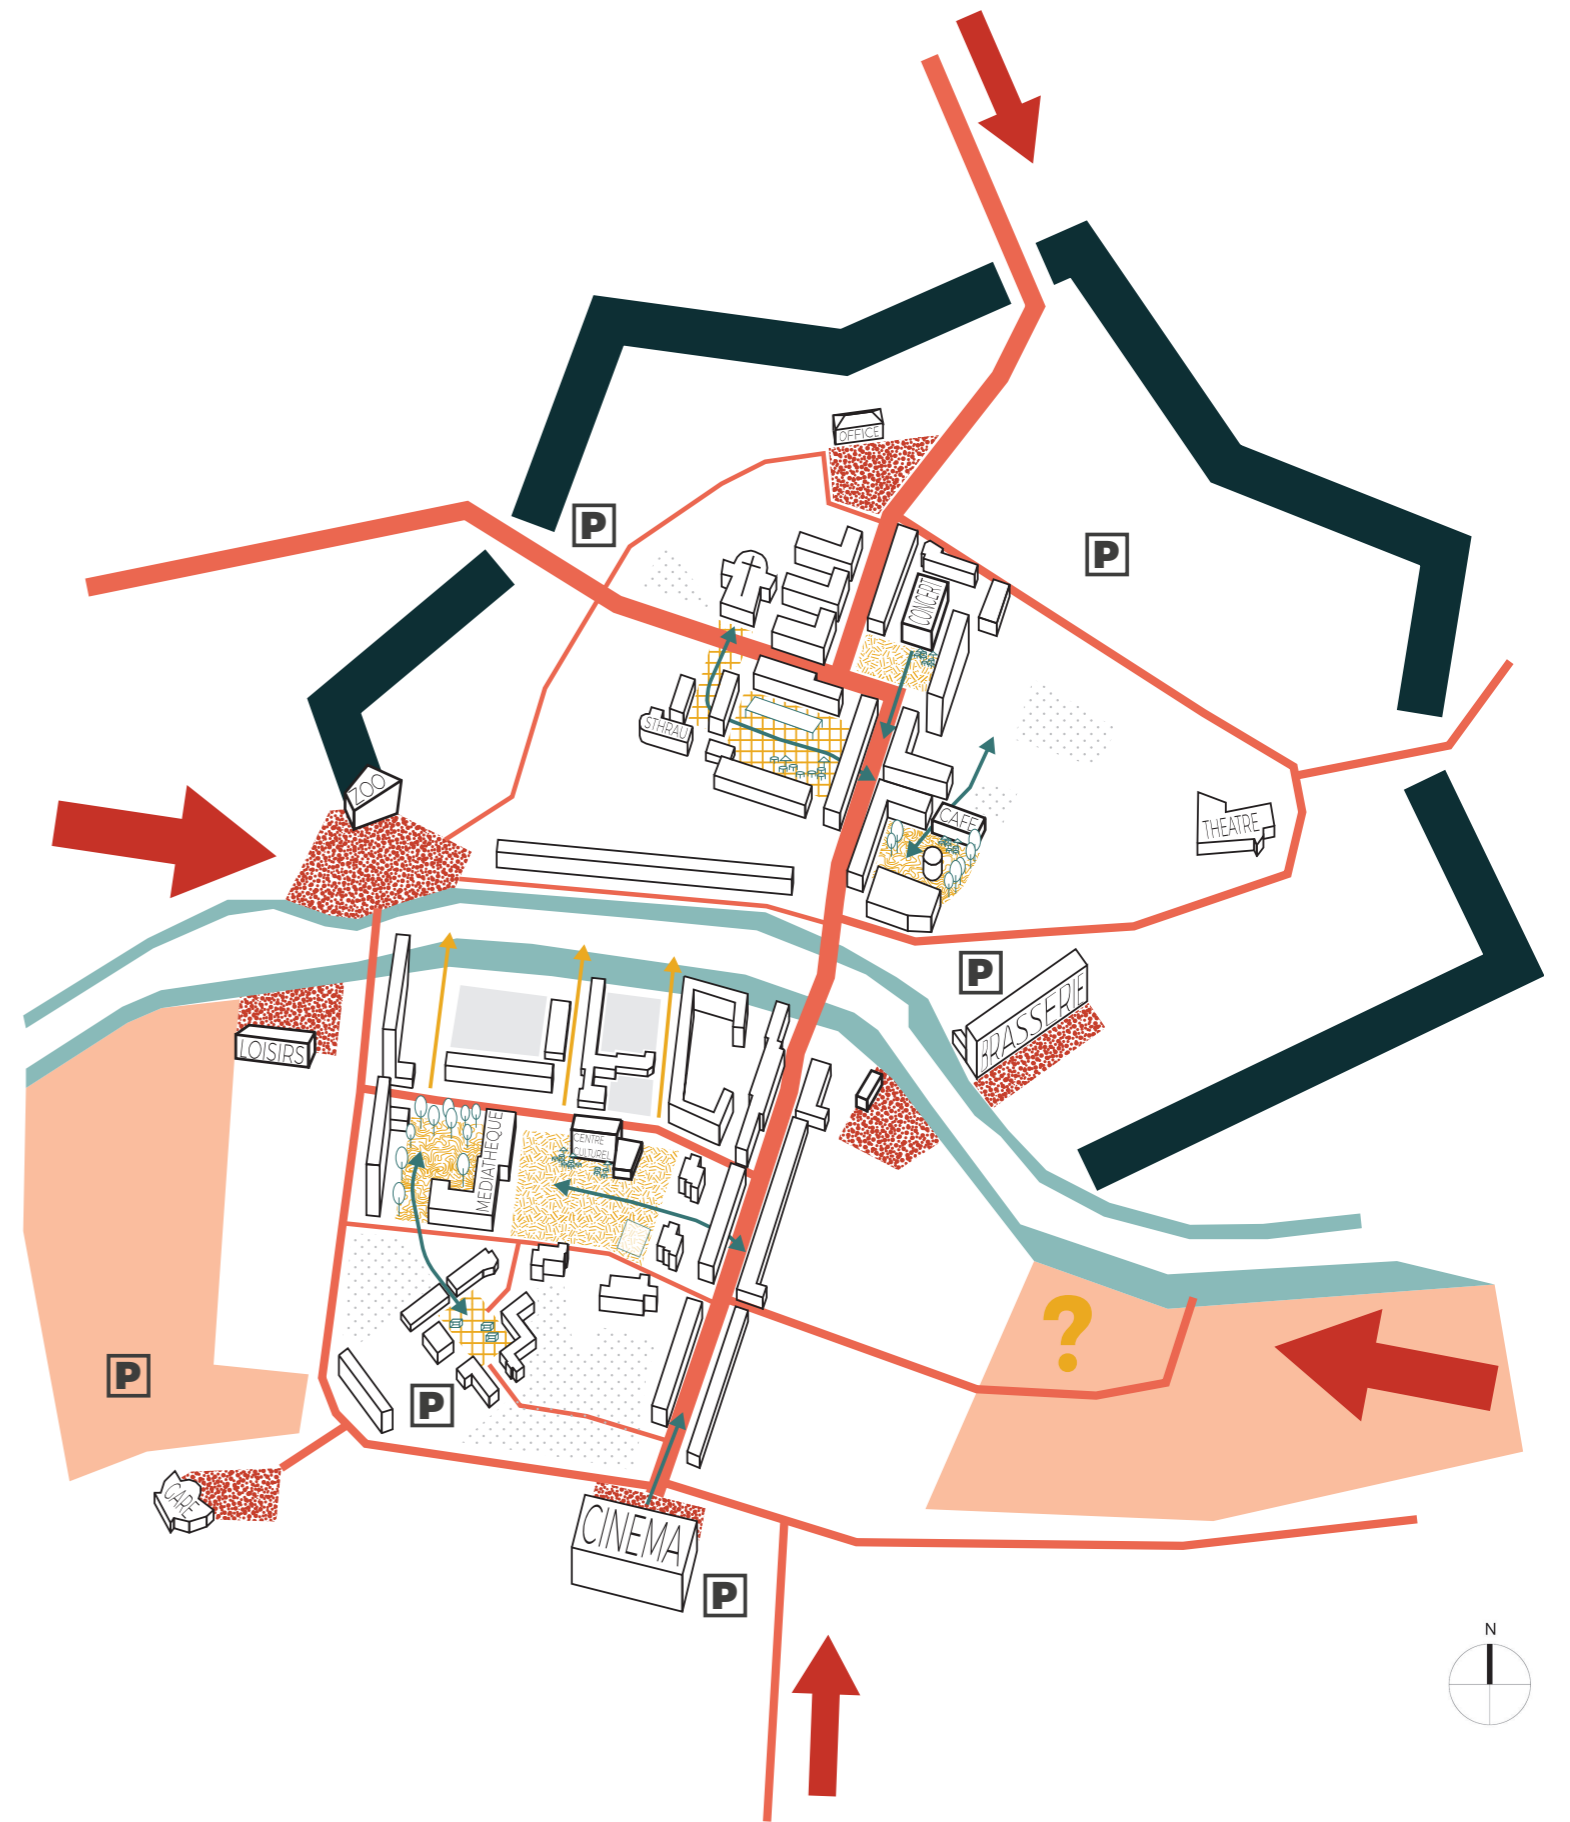 OFFICE
P
P
CONCERT
STHRAU
ZOO
CAFE
THEATRE
P
BRASSERIE
LOISIRS
MEDIATHEQUE
CENTRE
CULTUREL
?
P
P
GARE
CINEMA
P
N